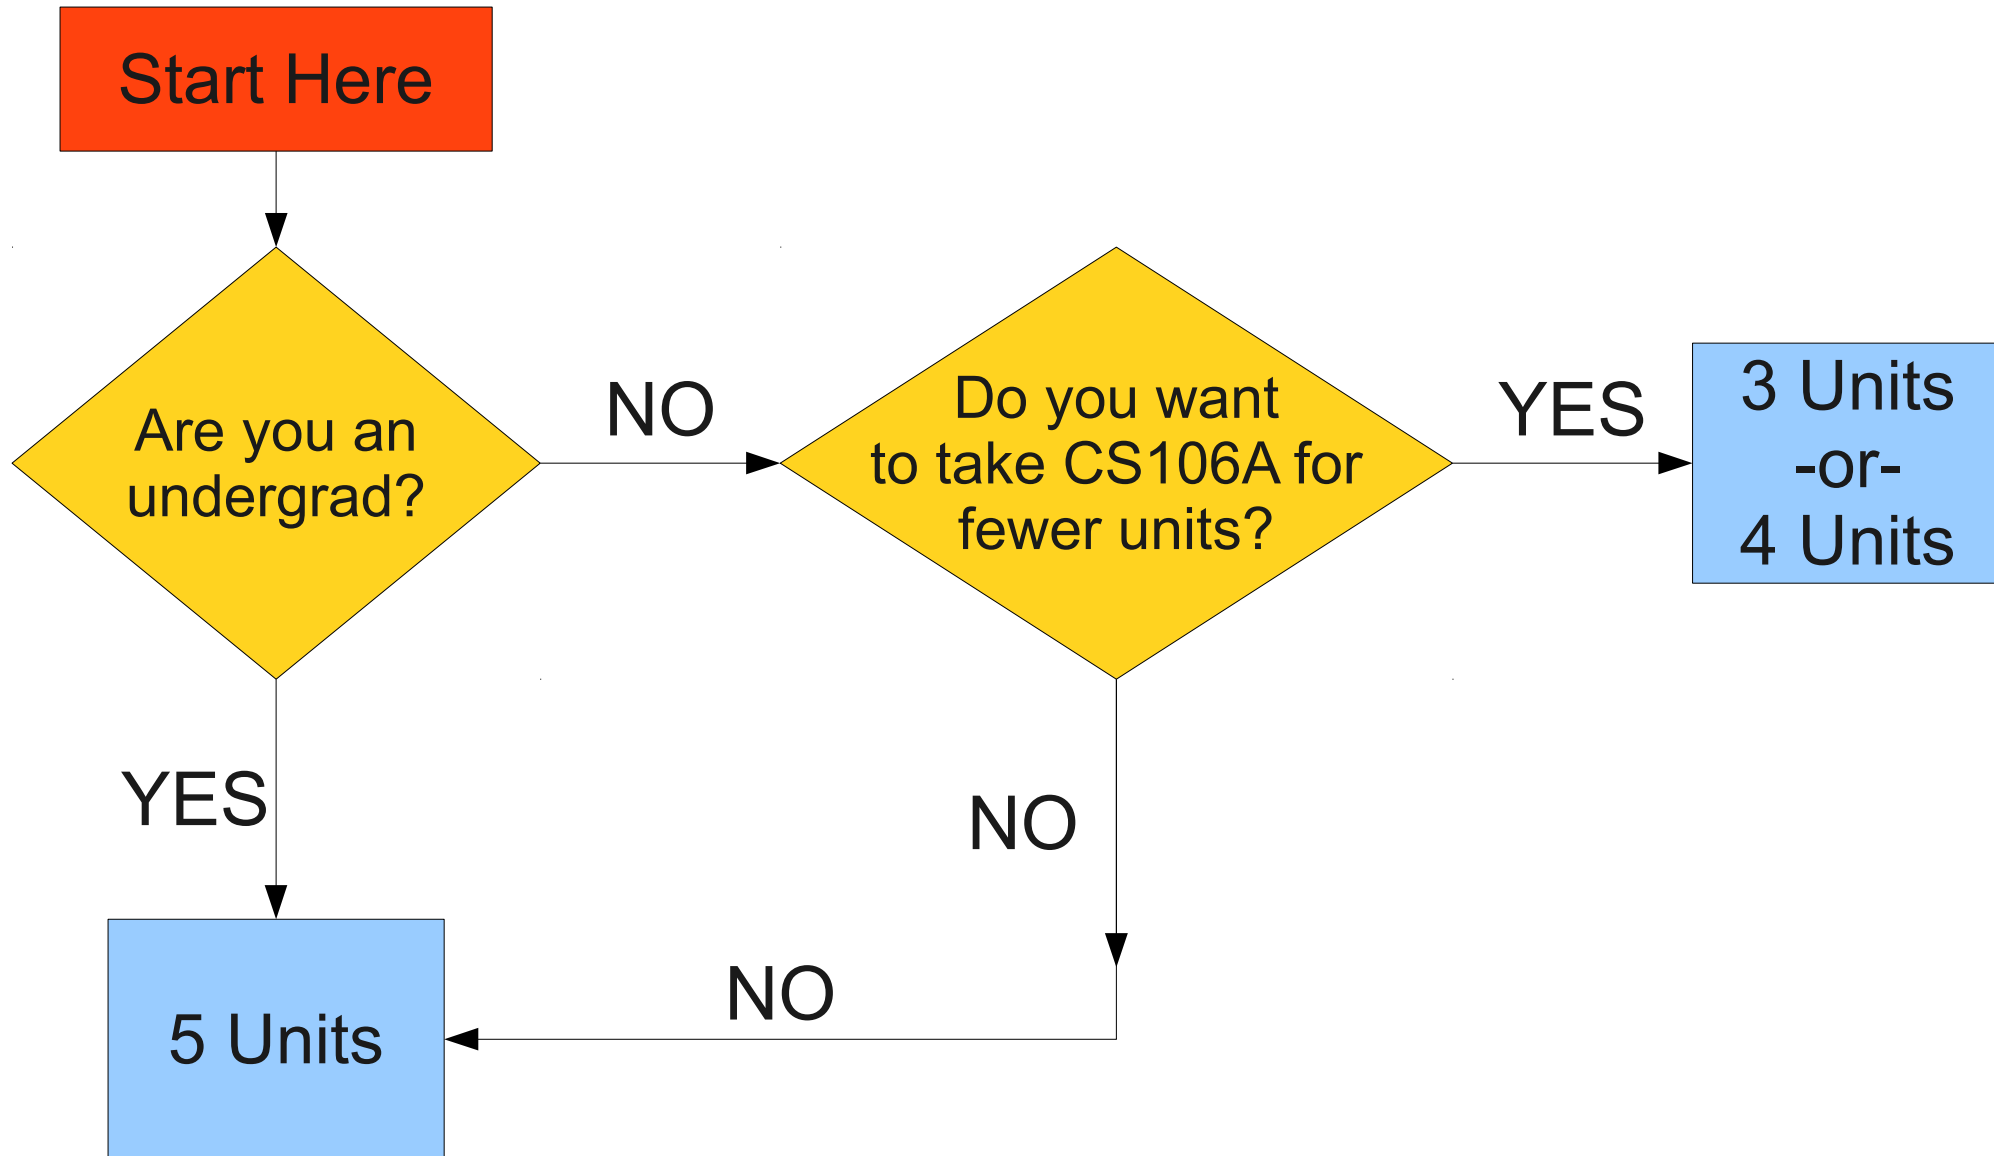 Start Here
Are you an
undergrad?
NO
Do you want
to take CS106A for
fewer units?
YES
3 Units
-or-
4 Units
YES
NO
NO
5 Units